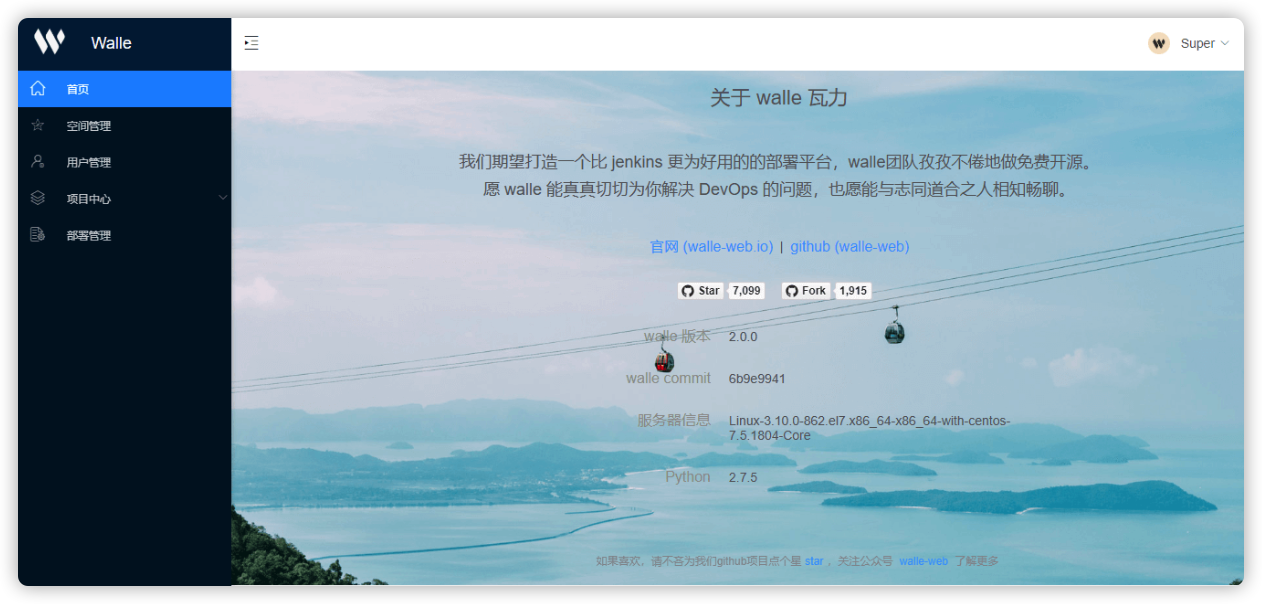 Walle
Super
首页
空间管理
用户管理
项目中心
部署管理
关于 walle 瓦力
我们期望打造一个比 jenkins 更为好用的的部署平台，walle团队孜孜不倦地做免费开源。
愿 walle 能真真切切为你解决 DevOps 的问题，也愿能与志同道合之人相知畅聊。
官网 (walle-web.io) | github (walle-web)
Star 7,099 Fork 1,915
walle 版本 2.0.0
walle commit 6b9e9941
服务器信息 Linux-3.10.0-862.el7.x86_64-x86_64-with-centos-
7.5.1804-Core
Python 2.7.5
如果喜欢，请不吝为我们github项目点个星 star ，关注公众号 walle-web 了解更多